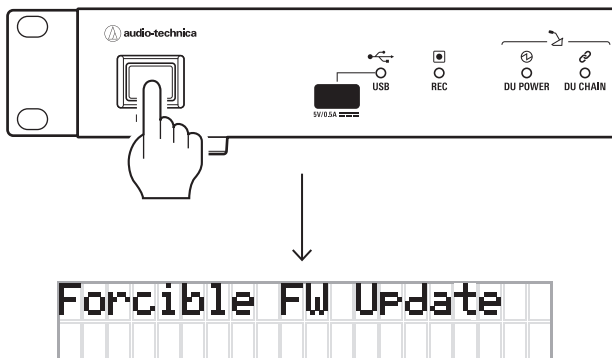 audio-technica
USB
REC
DU POWER
DU CHAIN
5V/0.5A
Forcible FW Update